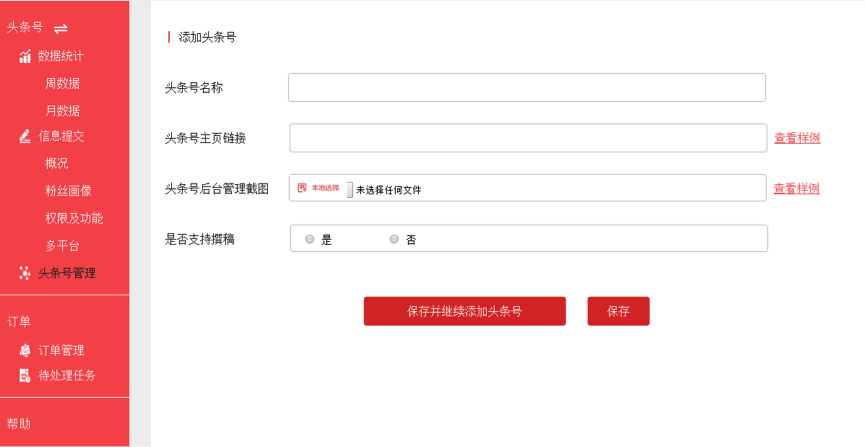 头条号
数据统计
周数据
月数据
信息提交
概况
粉丝画像
权限及功能
多平台
头条号管理
订单
订单管理
待处理任务
帮助
添加头条号
头条号名称
头条号主页链接 查看样例
头条号后台管理截图 本地选择 未选择任何文件 查看样例
是否支持撰稿 是 否
保存并继续添加头条号 保存